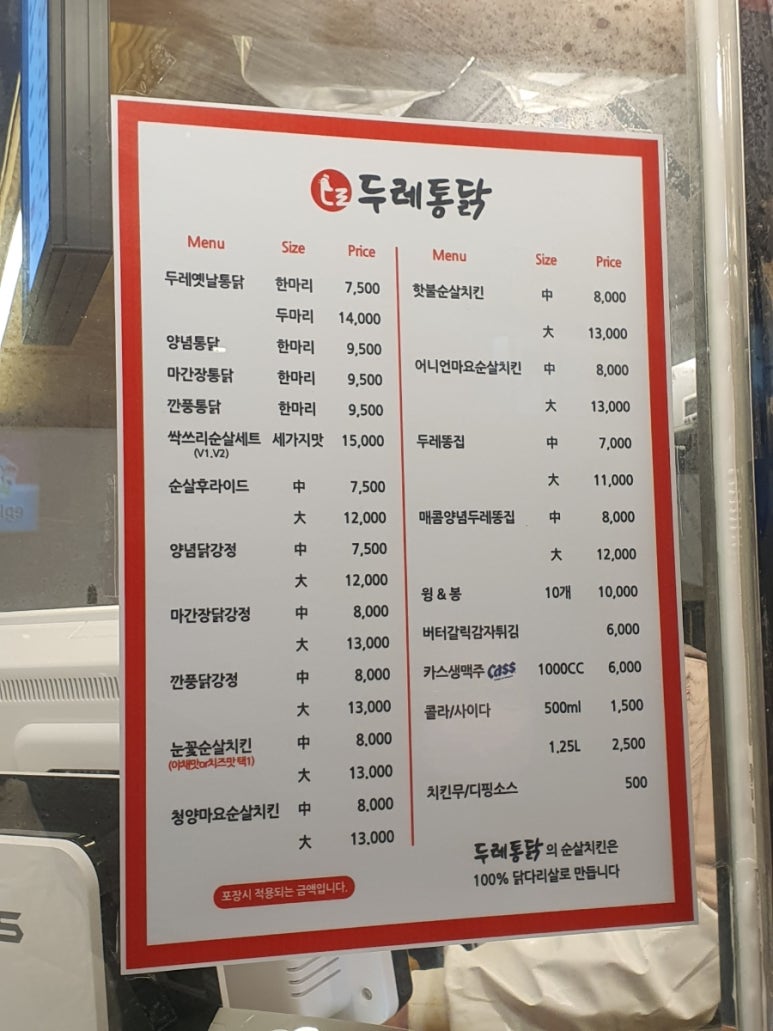 두레통닭
Menu Size Price
두레옛날통닭 한마리 7,500
두마리 14,000
양념통닭 한마리 9,500
마간장통닭 한마리 9,500
깐풍통닭 한마리 9,500
싹쓰리순살세트 세가지맛 15,000
(V1.V2)
순살후라이드 中 7,500
大 12,000
양념닭강정 中 7,500
大 12,000
마간장닭강정 中 8,000
大 13,000
깐풍닭강정 中 8,000
大 13,000
눈꽃순살치킨 中 8,000
(야채맛or치즈맛 택1)
大 13,000
청양마요순살치킨 中 8.000
大 13.000
포장시 적용되는 금액입니다.
Menu Size Price
핫불순살치킨 中 8,000
大 13,000
어니언마요순살치킨 中 8,000
大 13,000
두레똥집 中 7,000
大 11,000
매콤양념두레똥집 中 8,000
大 12,000
윙 & 봉 10개 10,000
버터갈릭감자튀김 6,000
카스생맥주 Cass 1000CC 6,000
콜라/사이다 500ml 1,500
1.25L 2,500
치킨무/디핑소스 500
두레통닭 의 순살치킨은
100% 닭다리살로 만듭니다